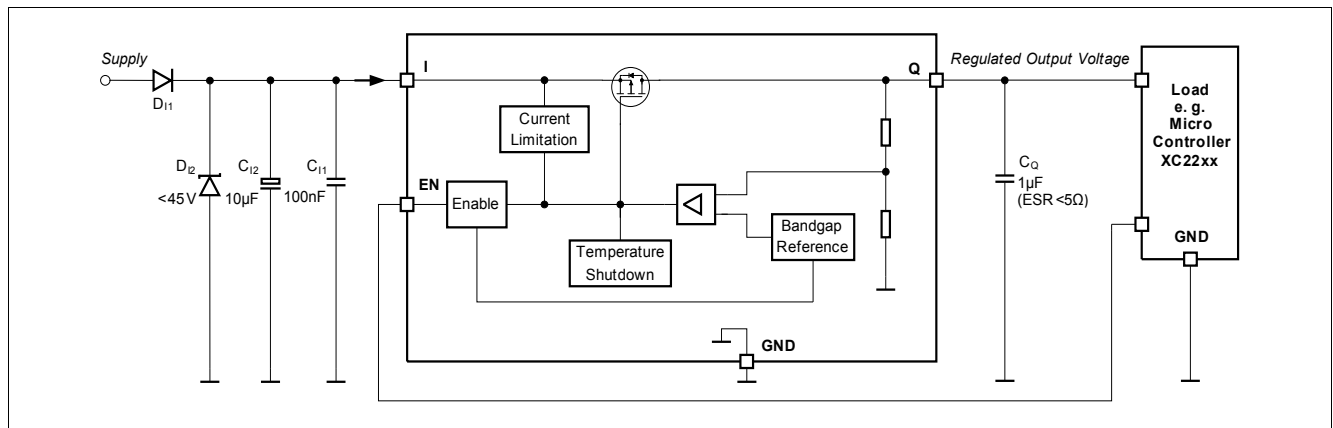 Supply
I
Q
Regulated Output Voltage
Load
e. g.
Micro
Controller
XC22xx
D_I1
Current
Limitation
D_I2
<45V
C_I2
10µF
C_I1
100nF
EN
Enable
Bandgap
Reference
Temperature
Shutdown
C_Q
1µF
(ESR <5Ω)
GND
GND